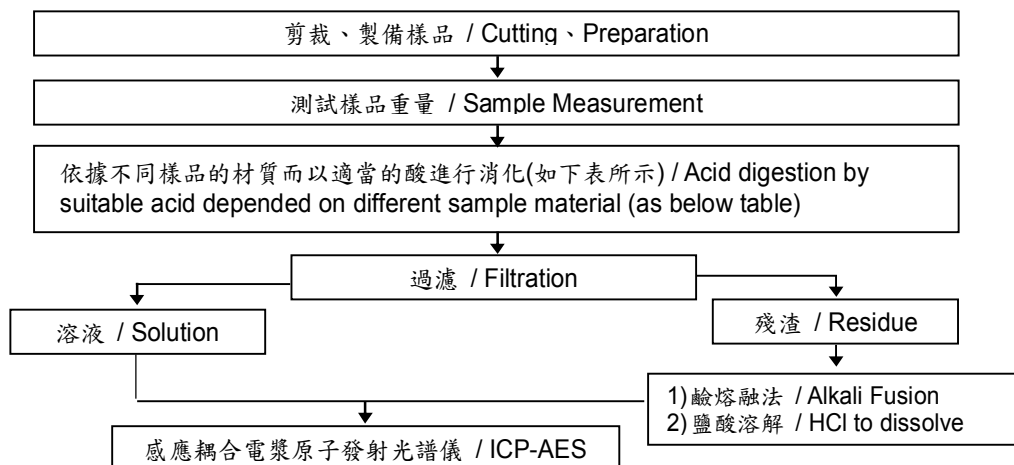 剪裁、製備樣品 / Cutting、Preparation
測試樣品重量 / Sample Measurement
依據不同樣品的材質而以適當的酸進行消化(如下表所示) / Acid digestion by
suitable acid depended on different sample material (as below table)
過濾 / Filtration
溶液 / Solution
殘渣 / Residue
1)鹼熔融法 / Alkali Fusion
2)鹽酸溶解 / HCl to dissolve
感應耦合電漿原子發射光譜儀 / ICP-AES